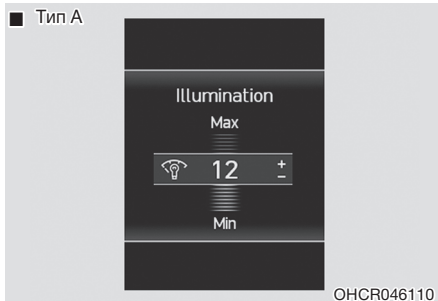 ■ Тип A
Illumination
Max
12 +
−
Min
OHCR046110